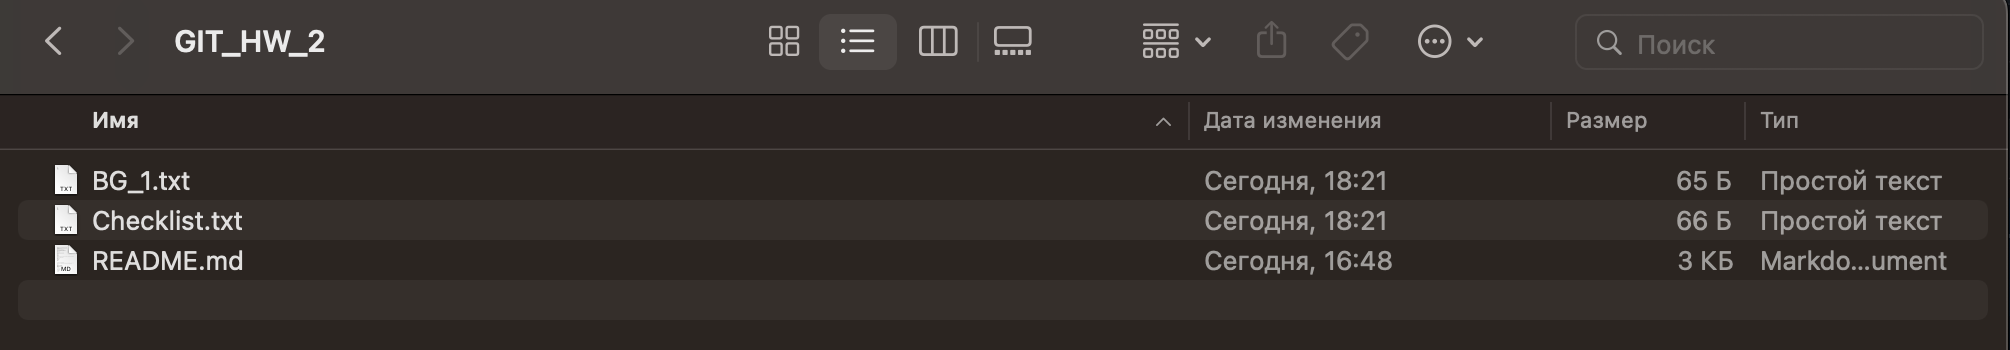 GIT_HW_2 Поиск
Имя Дата изменения Размер Тип
BG_1.txt Сегодня, 18:21 65 Б Простой текст
Checklist.txt Сегодня, 18:21 66 Б Простой текст
README.md Сегодня, 16:48 3 КБ Markdo...ument